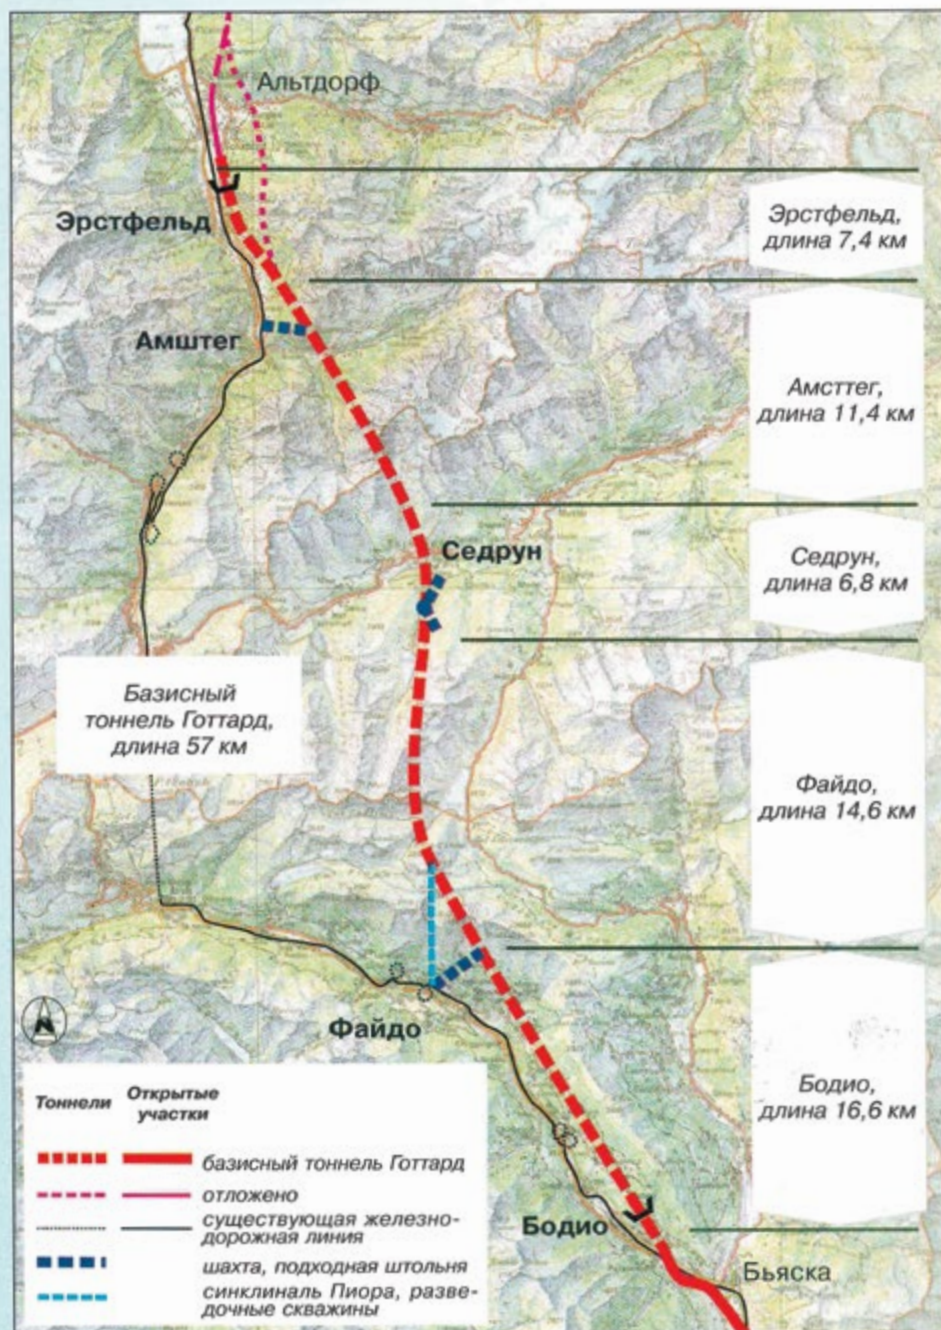 Альтдорф
Эрстфельд
Эрстфельд,
длина 7,4 км
Амштег
Амсттег,
длина 11,4 км
Седрун
Седрун,
длина 6,8 км
Базисный
тоннель Готтард,
длина 57 км
Файдо,
длина 14,6 км
Файдо
Бодио,
длина 16,6 км
Бодио
Бьяска
N
Тоннели Открытые
участки
базисный тоннель Готтард
отложено
существующая железно-
дорожная линия
шахта, подходная штольня
синклиналь Пиора, разве-
дочные скважины